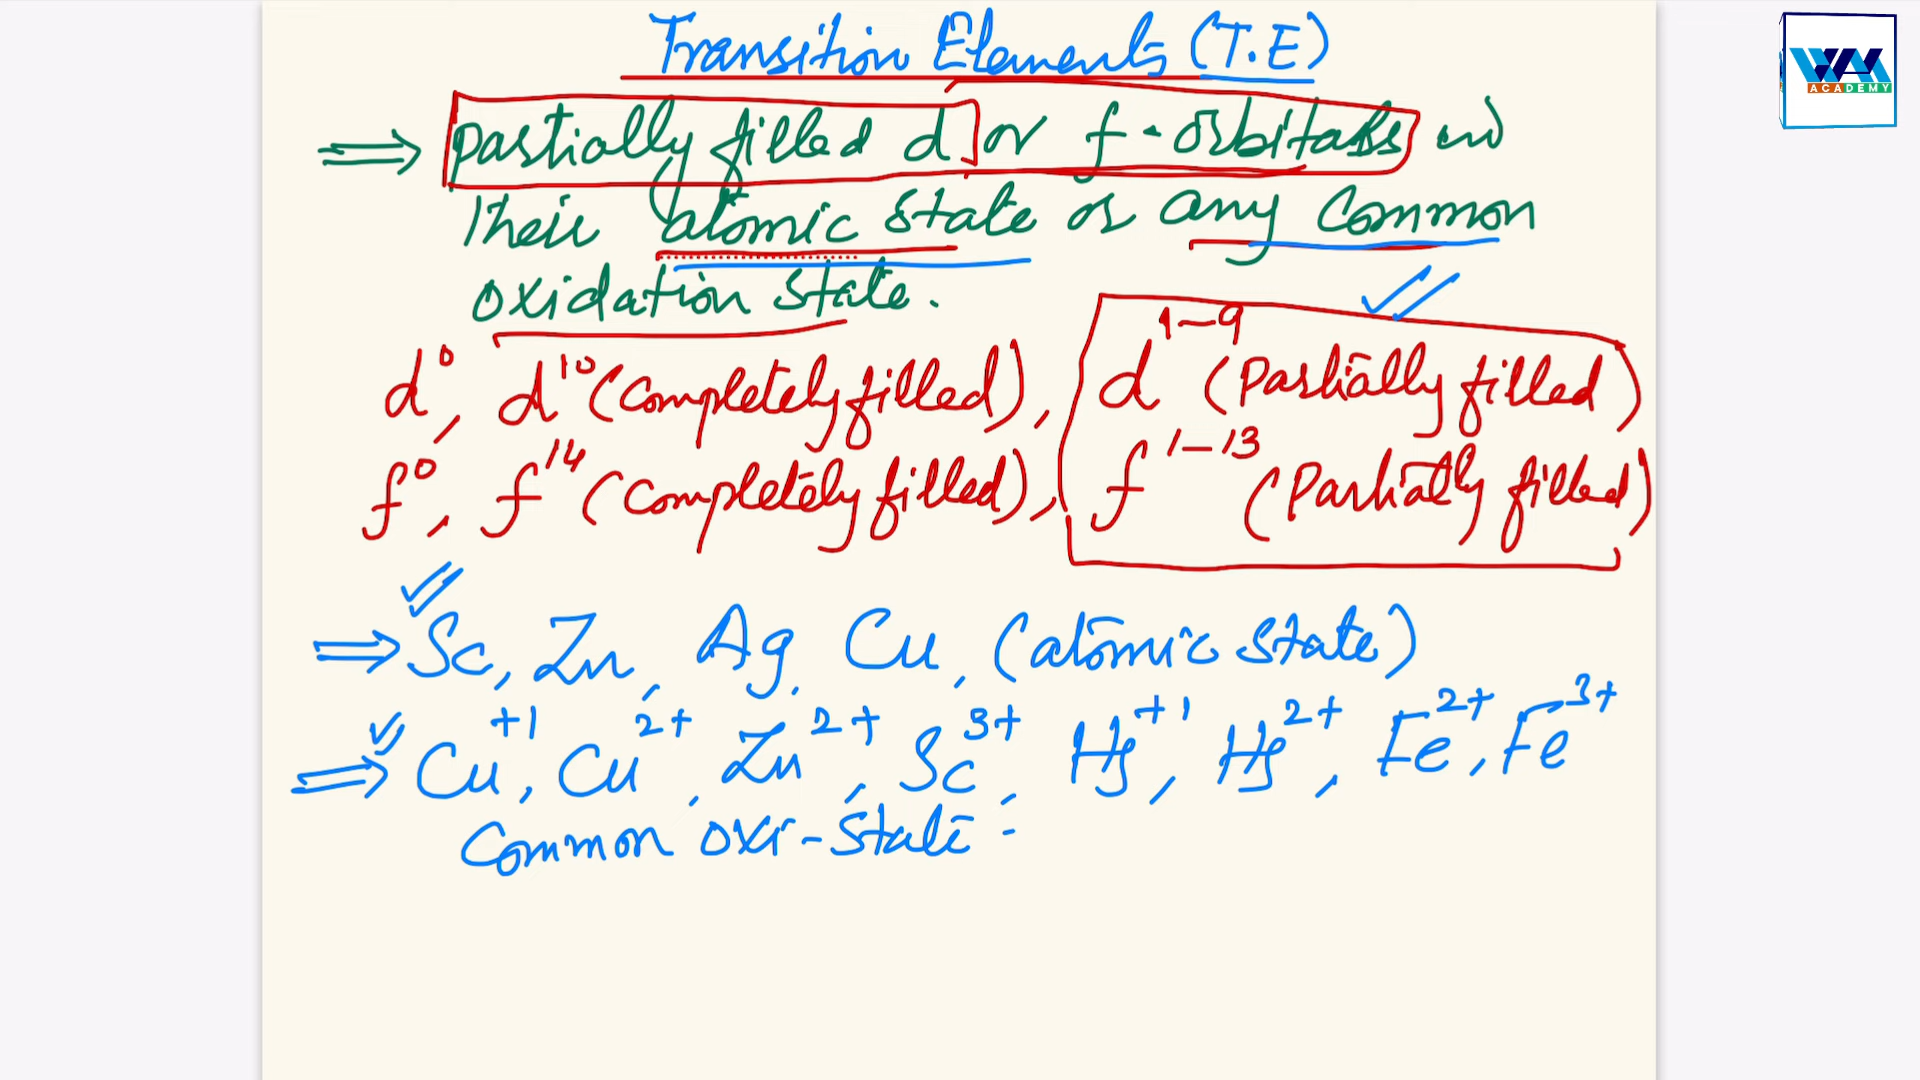 Transition Elements (T.E)
WAM
ACADEMY
⇒ Partially filled d or f-orbitals in
Their atomic state or any Common
oxidation state.
d⁰, d¹⁰ (Completely filled), d¹⁻⁹ (Partially filled)
f⁰, f¹⁴ (Completely filled), f¹⁻¹³ (Partially filled)
⇒ Sc, Zn, Ag, Cu, (atomic state)
⇒ Cu⁺¹, Cu²⁺, Zn²⁺, Sc³⁺, Hg⁺¹, Hg²⁺, Fe²⁺, Fe³⁺
Common oxi-state: